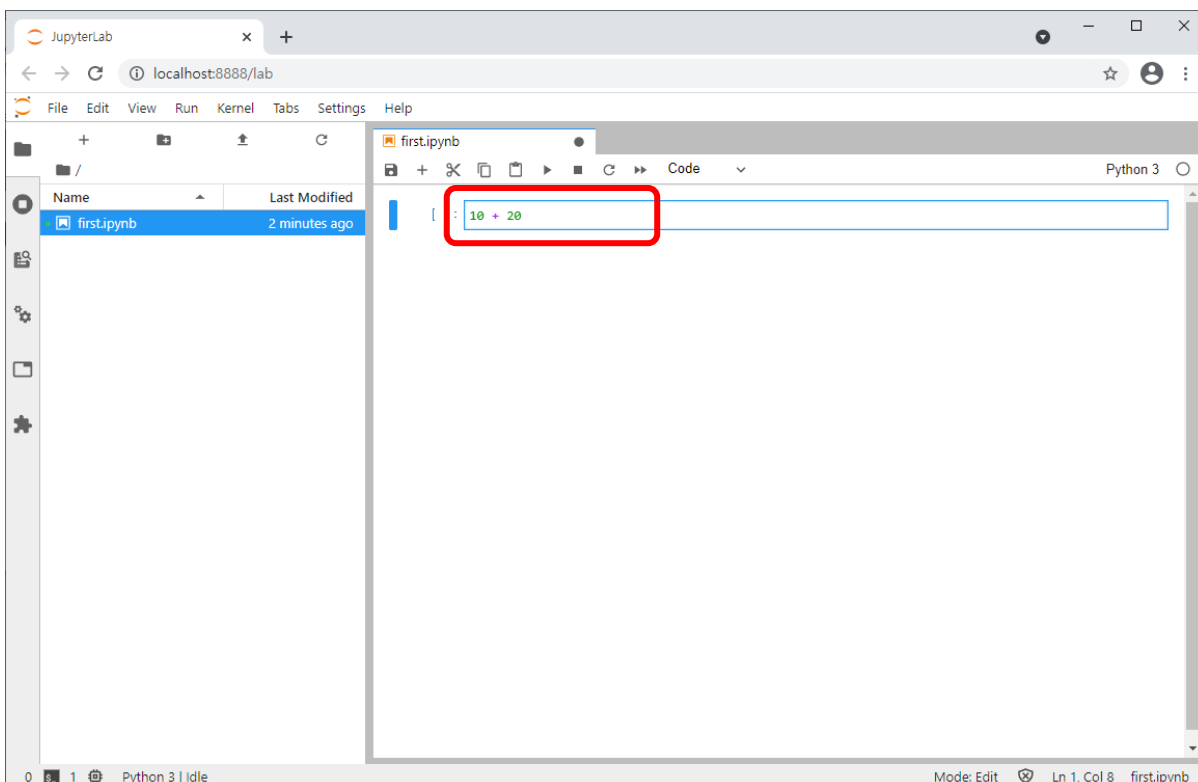 JupyterLab
localhost:8888/lab
File Edit View Run Kernel Tabs Settings Help
first.ipynb
/
Code
Python 3
Name Last Modified
first.ipynb 2 minutes ago
[ : 10 + 20
0 1 Python 3 | Idle Mode: Edit Ln 1, Col 8 first.ipynb